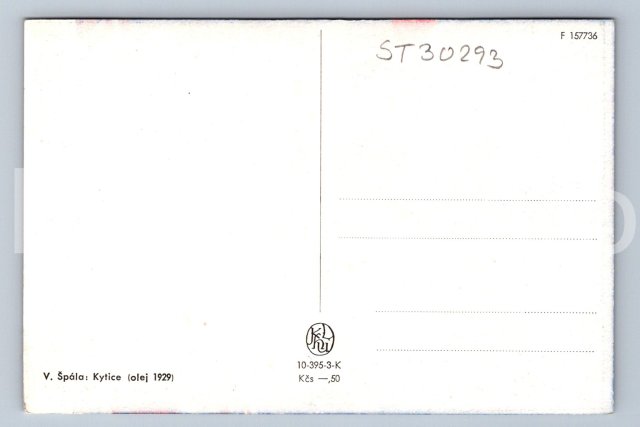 F 157736
ST30293
10-395-3-K
Kčs —,50
V. Špála: Kytice (olej 1929)